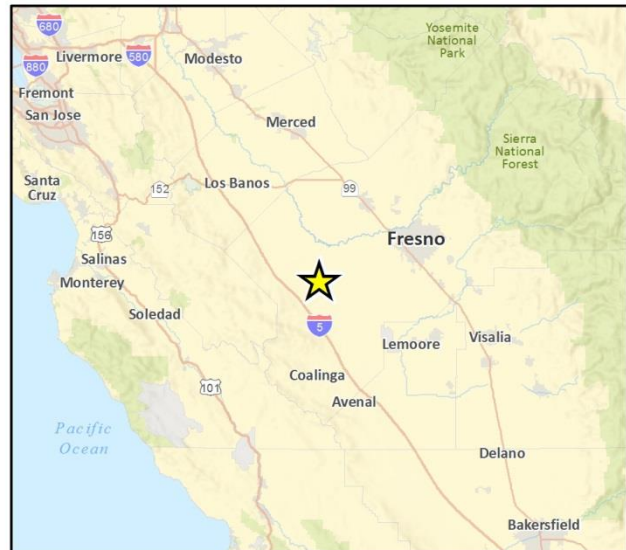 680
Yosemite
National
Park
Livermore
580
Modesto
880
Fremont
San Jose
Merced
Sierra
National
Forest
Santa
Cruz
152
Los Banos
99
156
Fresno
Salinas
Monterey
Soledad
5
Lemoore
Visalia
Coalinga
101
Avenal
Pacific
Ocean
Delano
Bakersfield